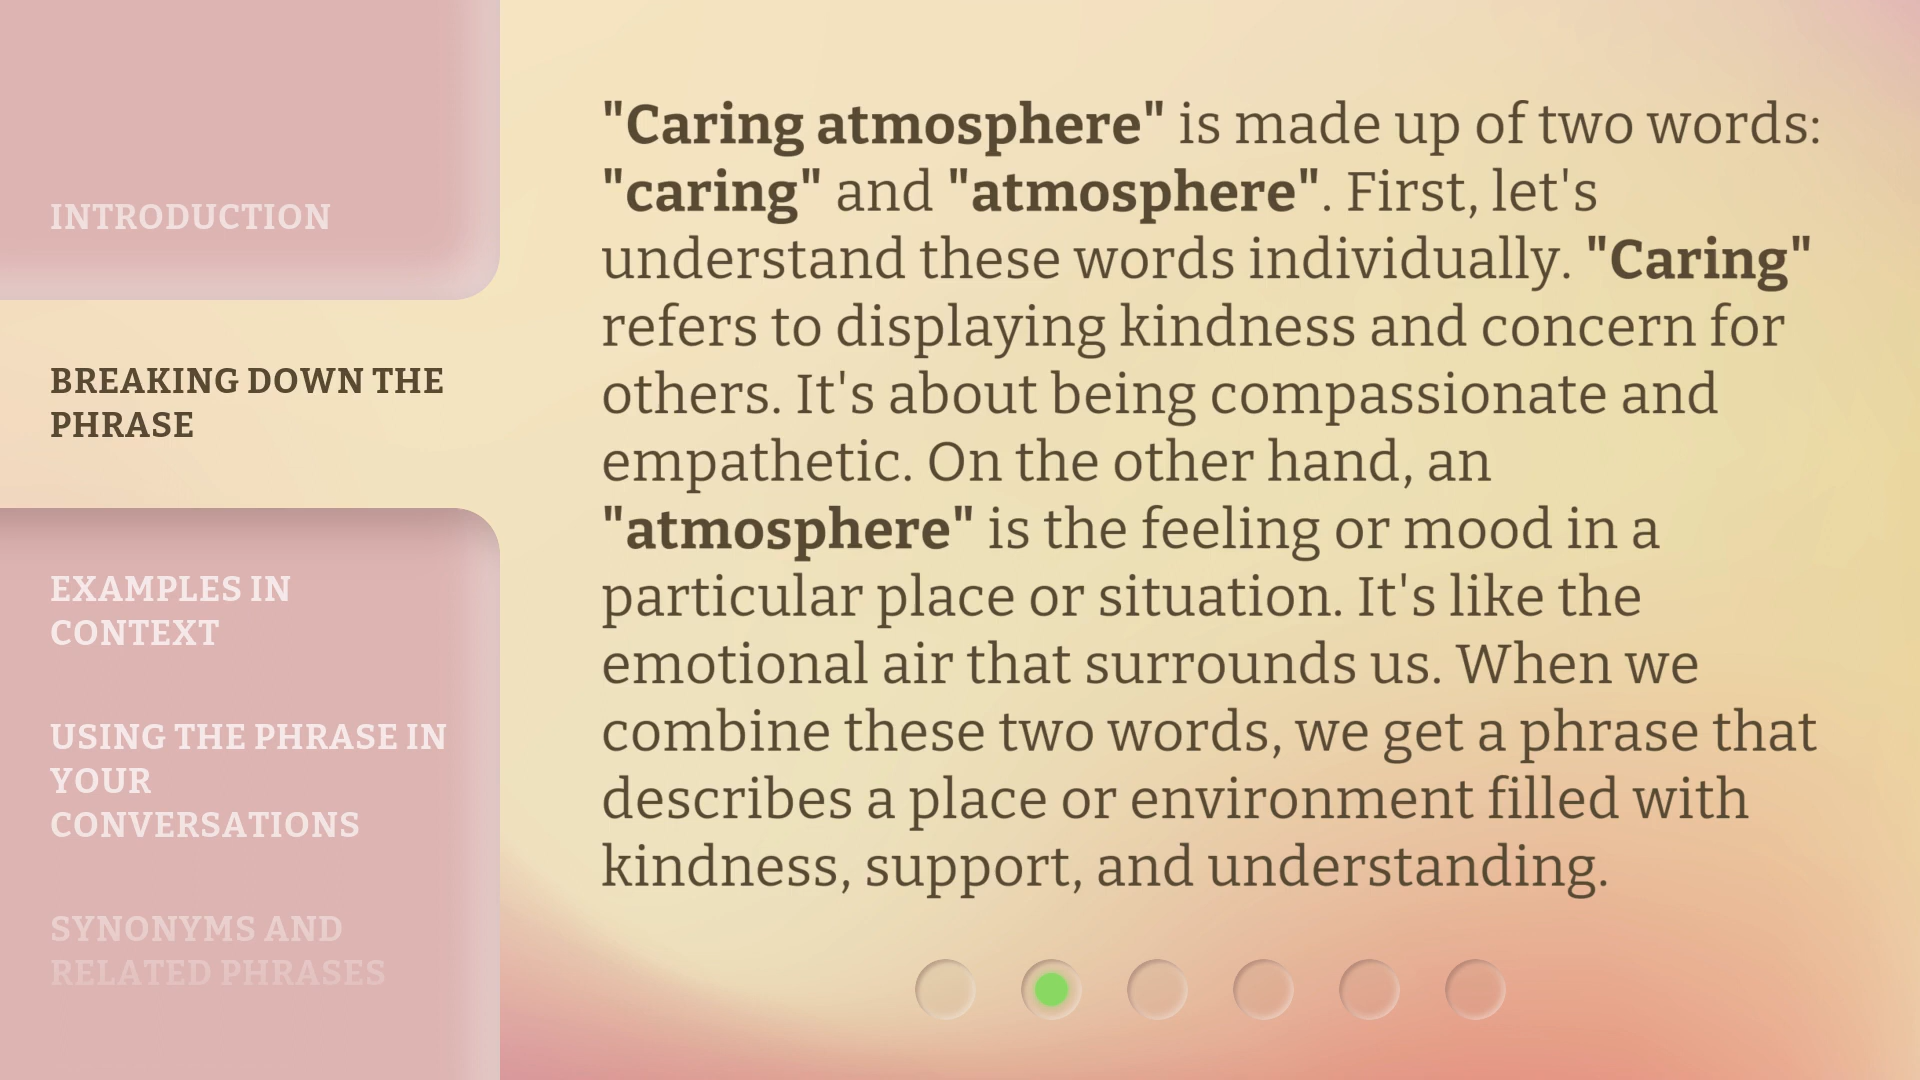 INTRODUCTION
BREAKING DOWN THE
PHRASE
EXAMPLES IN
CONTEXT
USING THE PHRASE IN
YOUR
CONVERSATIONS
SYNONYMS AND
RELATED PHRASES
"Caring atmosphere" is made up of two words:
"caring" and "atmosphere". First, let's
understand these words individually. "Caring"
refers to displaying kindness and concern for
others. It's about being compassionate and
empathetic. On the other hand, an
"atmosphere" is the feeling or mood in a
particular place or situation. It's like the
emotional air that surrounds us. When we
combine these two words, we get a phrase that
describes a place or environment filled with
kindness, support, and understanding.